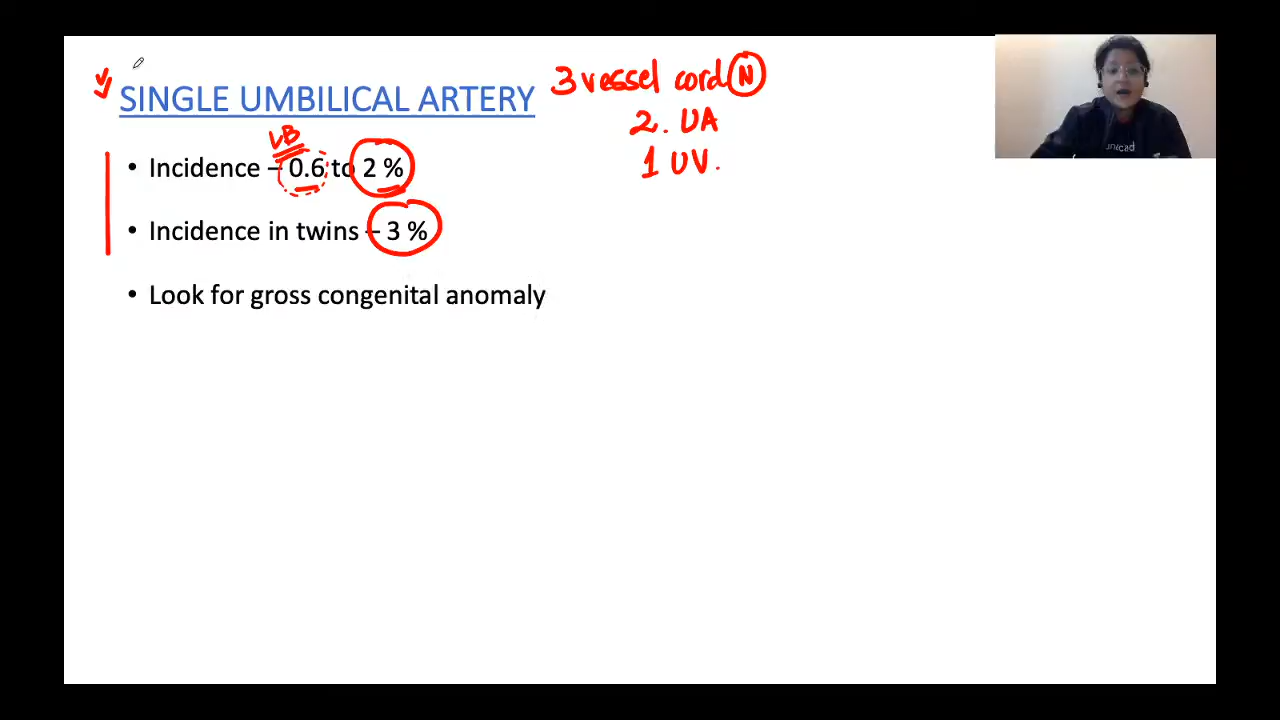 SINGLE UMBILICAL ARTERY
3 vessel cord N
2. UA
1 UV.
LB
• Incidence – 0.6 to 2 %
• Incidence in twins – 3 %
• Look for gross congenital anomaly